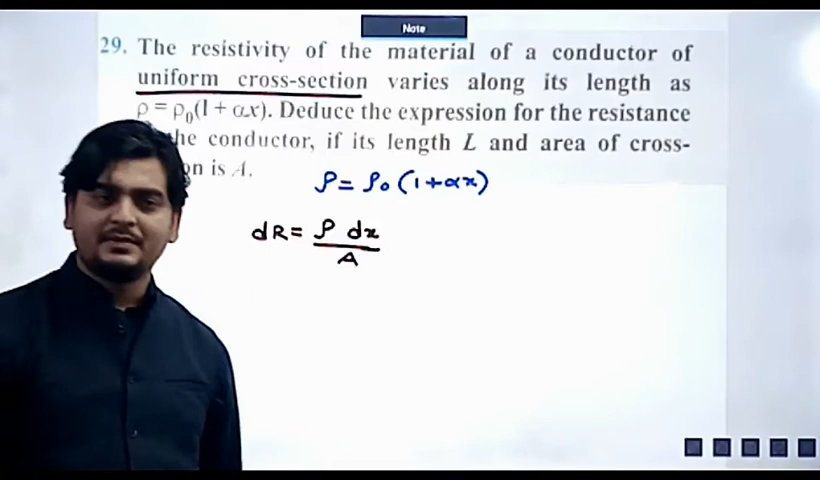 Note
29. The resistivity of the material of a conductor of
uniform cross-section varies along its length as
ρ = ρ₀(1 + αx). Deduce the expression for the resistance
the conductor, if its length L and area of cross-
is A.
ρ = ρ₀ (1+αx)
dR = ρ dx
A